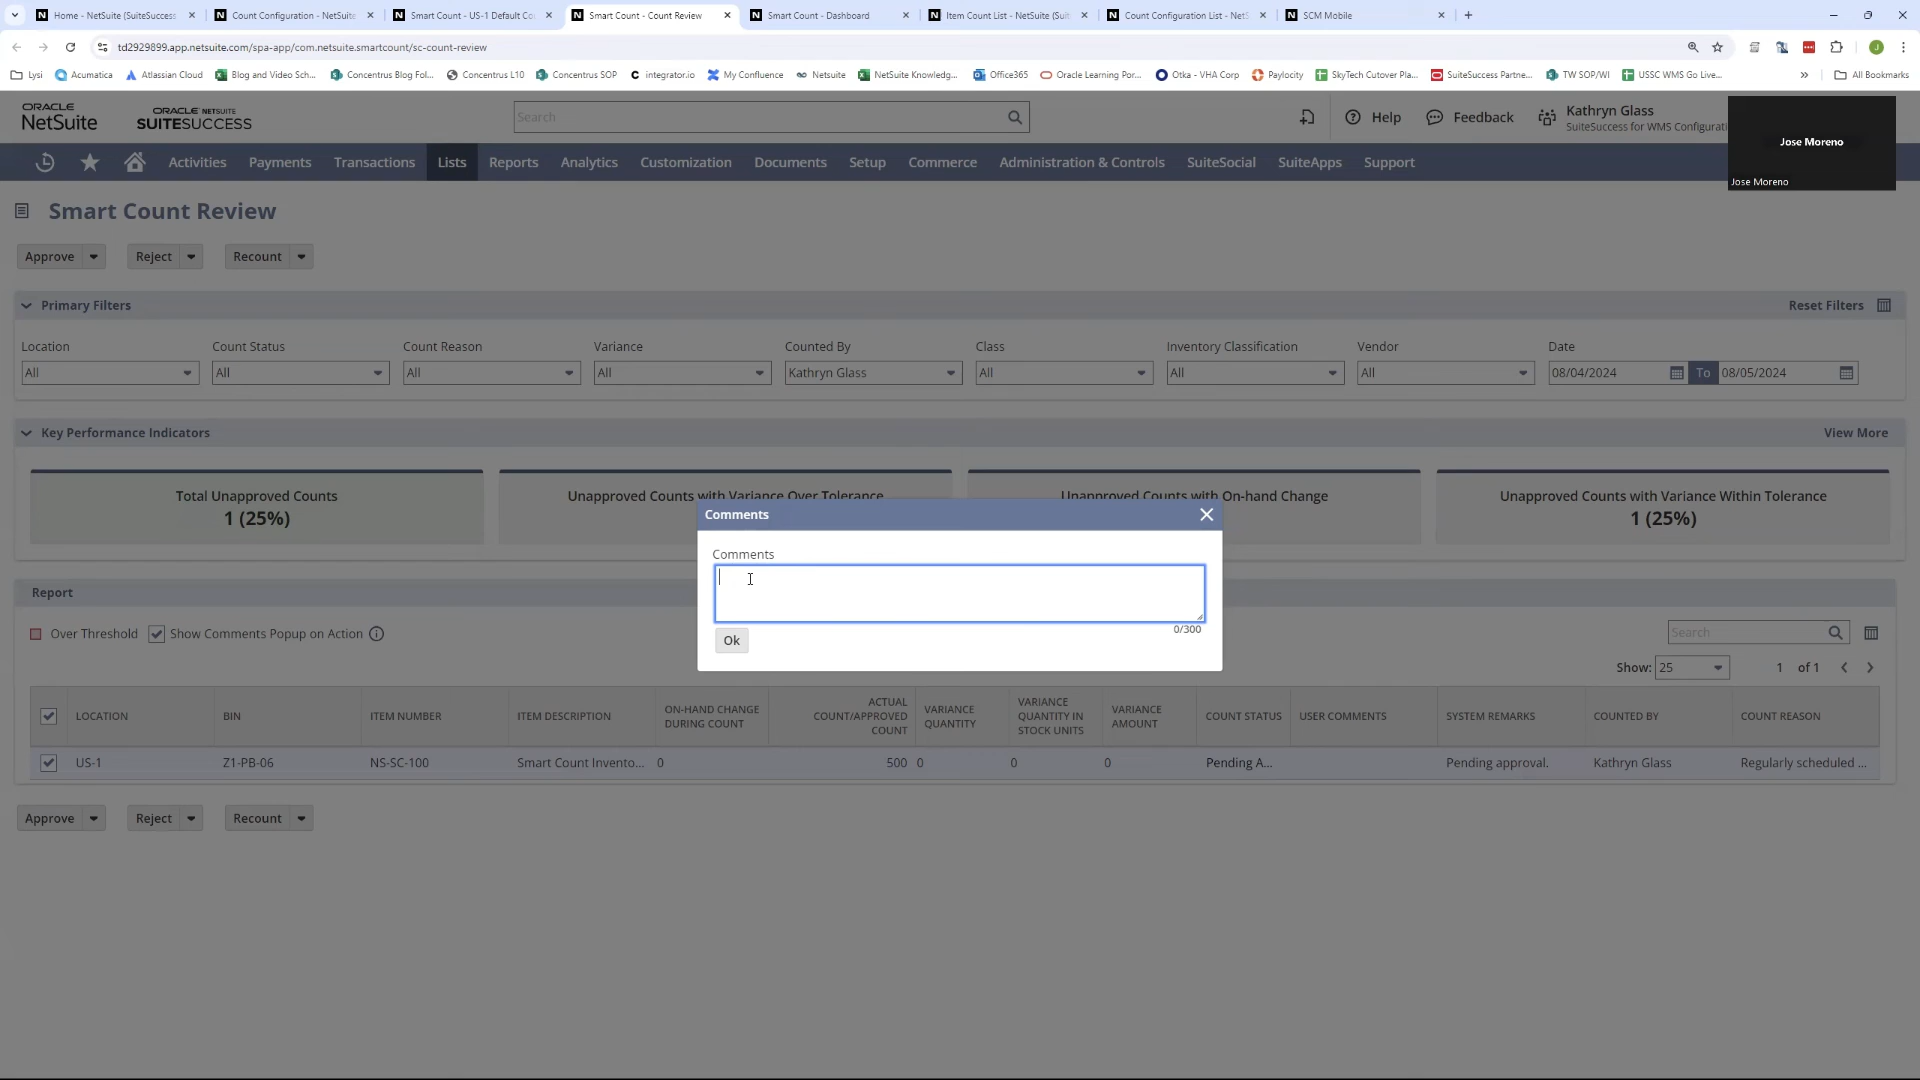 Home - NetSuite (SuiteSuccess
Count Configuration - NetSuite
Smart Count - US-1 Default Co
Smart Count - Count Review
Smart Count - Dashboard
Item Count List - NetSuite (Sui
Count Configuration List - NetS
SCM Mobile
td2929899.app.netsuite.com/spa-app/com.netsuite.smartcount/sc-count-review
Lysi
Acumatica
Atlassian Cloud
Blog and Video Sch...
Concentrus Blog Fol...
Concentrus L10
Concentrus SOP
integrator.io
My Confluence
Netsuite
NetSuite Knowledg...
Office365
Oracle Learning Por...
Otka - VHA Corp
Paylocity
SkyTech Cutover Pla...
SuiteSuccess Partne...
TW SOP/WI
USSC WMS Go Live...
All Bookmarks
ORACLE
NetSuite
ORACLE NETSUITE
SUITESUCCESS
Search
Help
Feedback
Kathryn Glass
SuiteSuccess for WMS Configurati
Jose Moreno
Jose Moreno
Activities
Payments
Transactions
Lists
Reports
Analytics
Customization
Documents
Setup
Commerce
Administration & Controls
SuiteSocial
SuiteApps
Support
Smart Count Review
Approve
Reject
Recount
Primary Filters
Reset Filters
Location
Count Status
Count Reason
Variance
Counted By
Class
Inventory Classification
Vendor
Date
All
All
All
All
Kathryn Glass
All
All
All
08/04/2024
To
08/05/2024
Key Performance Indicators
View More
Total Unapproved Counts
1 (25%)
Unapproved Counts with Variance Over Tolerance
Unapproved Counts with On-hand Change
Unapproved Counts with Variance Within Tolerance
1 (25%)
Comments
Comments
0/300
Ok
Report
Over Threshold
Show Comments Popup on Action
Search
Show:
25
1
of 1
LOCATION
BIN
ITEM NUMBER
ITEM DESCRIPTION
ON-HAND CHANGE
DURING COUNT
ACTUAL
COUNT/APPROVED
COUNT
VARIANCE
QUANTITY
VARIANCE
QUANTITY IN
STOCK UNITS
VARIANCE
AMOUNT
COUNT STATUS
USER COMMENTS
SYSTEM REMARKS
COUNTED BY
COUNT REASON
US-1
Z1-PB-06
NS-SC-100
Smart Count Invento...
0
500
0
0
0
Pending A...
Pending approval.
Kathryn Glass
Regularly scheduled ...
Approve
Reject
Recount